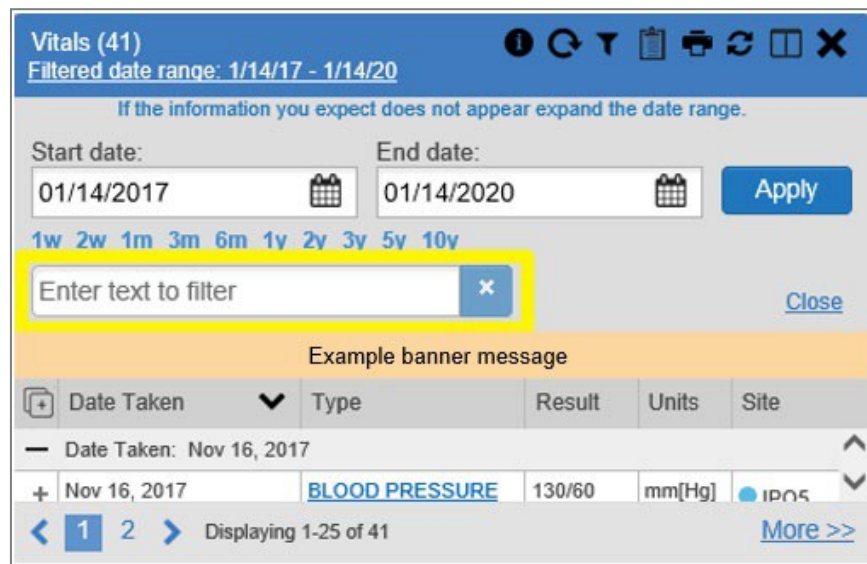 Vitals (41)
Filtered date range: 1/14/17 - 1/14/20
If the information you expect does not appear expand the date range.
Start date: End date:
01/14/2017 01/14/2020 Apply
1w 2w 1m 3m 6m 1y 2y 3y 5y 10y
Enter text to filter
Close
Example banner message
Date Taken Type Result Units Site
Date Taken: Nov 16, 2017
+ Nov 16, 2017 BLOOD PRESSURE 130/60 mm[Hg] IPO5
1 2 Displaying 1-25 of 41 More >>